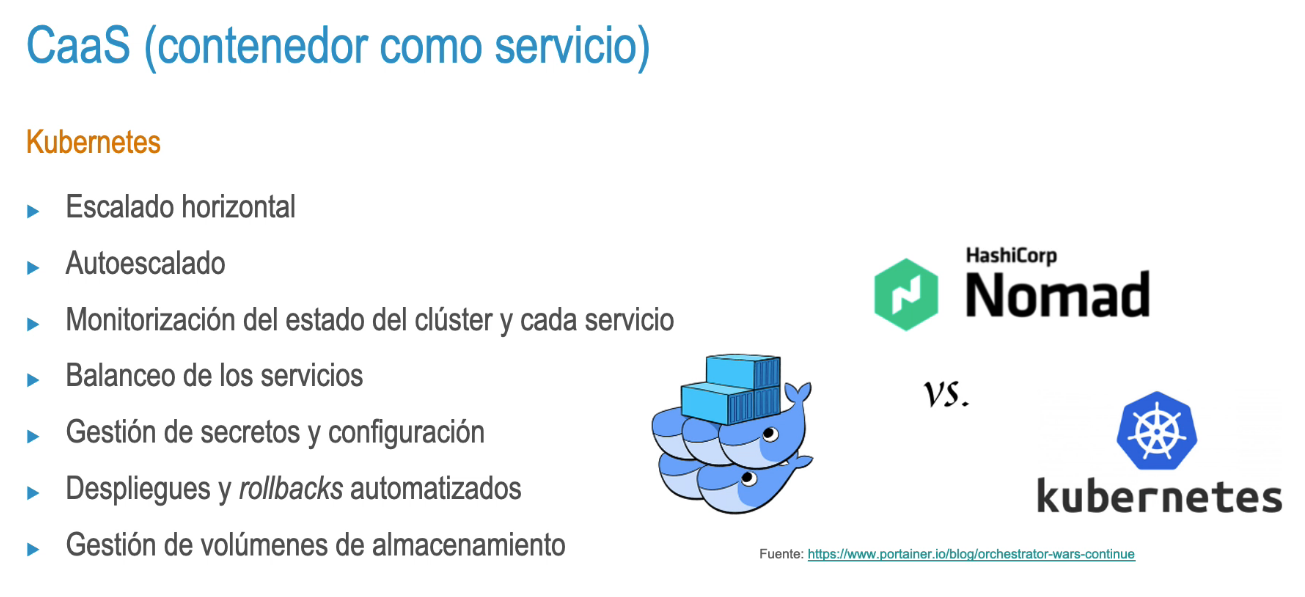 CaaS (contenedor como servicio)
Kubernetes
Escalado horizontal
Autoescalado
Monitorización del estado del clúster y cada servicio
Balanceo de los servicios
Gestión de secretos y configuración
Despliegues y rollbacks automatizados
Gestión de volúmenes de almacenamiento
HashiCorp
Nomad
vs.
kubernetes
Fuente: https://www.portainer.io/blog/orchestrator-wars-continue